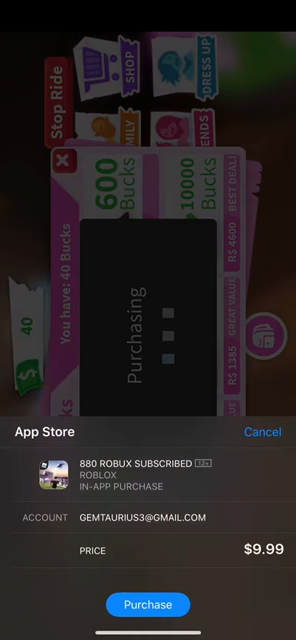 SHOP
DRESS UP
Stop Ride
MILY
ENDS
600
Bucks
10000
Bucks
BEST DEAL!
R$ 4600
You have: 40 Bucks
40
Purchasing
GREAT VALUE
R$ 1385
App Store
Cancel
880 ROBUX SUBSCRIBED 12+
ROBLOX
IN-APP PURCHASE
ACCOUNT GEMTAURIUS3@GMAIL.COM
PRICE $9.99
Purchase